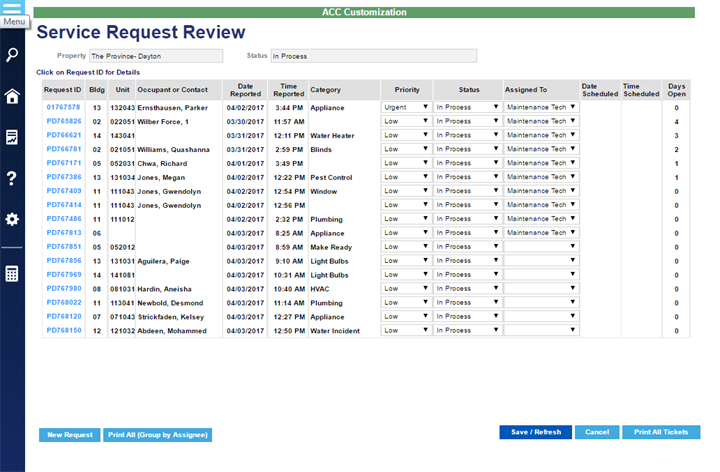 ACC Customization
Menu
Service Request Review
Property The Province- Dayton Status In Process
Click on Request ID for Details
Request ID Bldg Unit Occupant or Contact Date Reported Time Reported Category Priority Status Assigned To Date Scheduled Time Scheduled Days Open
01767578 13 132043 Ernsthausen, Parker 04/02/2017 3:44 PM Appliance Urgent In Process Maintenance Tech 0
PD765826 02 022051 Wilber Force, 1 03/30/2017 11:57 AM Low In Process Maintenance Tech 4
PD766621 14 143041 03/31/2017 12:11 PM Water Heater Low In Process Maintenance Tech 3
PD766781 02 021051 Williams, Quashanna 03/31/2017 2:59 PM Blinds Low In Process Maintenance Tech 2
PD767171 05 052031 Chwa, Richard 04/01/2017 3:49 PM Low In Process Maintenance Tech 1
PD767386 13 131034 Jones, Megan 04/02/2017 12:22 PM Pest Control Low In Process Maintenance Tech 1
PD767409 11 111043 Jones, Gwendolyn 04/02/2017 12:54 PM Window Low In Process Maintenance Tech 0
PD767414 11 111043 Jones, Gwendolyn 04/02/2017 12:56 PM Low In Process Maintenance Tech 0
PD767486 11 111012 04/02/2017 2:32 PM Plumbing Low In Process Maintenance Tech 0
PD767813 06 04/03/2017 8:25 AM Appliance Low In Process Maintenance Tech 0
PD767851 05 052012 04/03/2017 8:59 AM Make Ready Low In Process 0
PD767856 13 131031 Aguilera, Paige 04/03/2017 9:10 AM Light Bulbs Low In Process 0
PD767969 14 141081 04/03/2017 10:31 AM Light Bulbs Low In Process 0
PD767980 08 081031 Hardin, Aneisha 04/03/2017 10:40 AM HVAC Low In Process 0
PD768022 11 113041 Newbold, Desmond 04/03/2017 11:14 AM Plumbing Low In Process 0
PD768120 07 071043 Strickfaden, Kelsey 04/03/2017 12:27 PM Appliance Low In Process 0
PD768150 12 121032 Abdeen, Mohammed 04/03/2017 12:50 PM Water Incident Low In Process 0
New Request Print All (Group by Assignee) Save / Refresh Cancel Print All Tickets